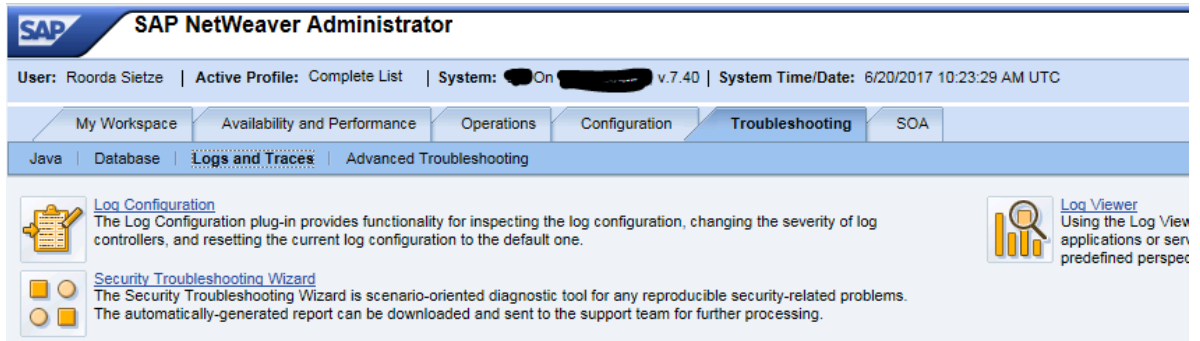 SAP SAP NetWeaver Administrator
User: Roorda Sietze | Active Profile: Complete List | System: On v.7.40 | System Time/Date: 6/20/2017 10:23:29 AM UTC
My Workspace Availability and Performance Operations Configuration Troubleshooting SOA
Java | Database | Logs and Traces | Advanced Troubleshooting
Log Configuration
The Log Configuration plug-in provides functionality for inspecting the log configuration, changing the severity of log
controllers, and resetting the current log configuration to the default one.
Log Viewer
Using the Log View
applications or serv
predefined perspec
Security Troubleshooting Wizard
The Security Troubleshooting Wizard is scenario-oriented diagnostic tool for any reproducible security-related problems.
The automatically-generated report can be downloaded and sent to the support team for further processing.